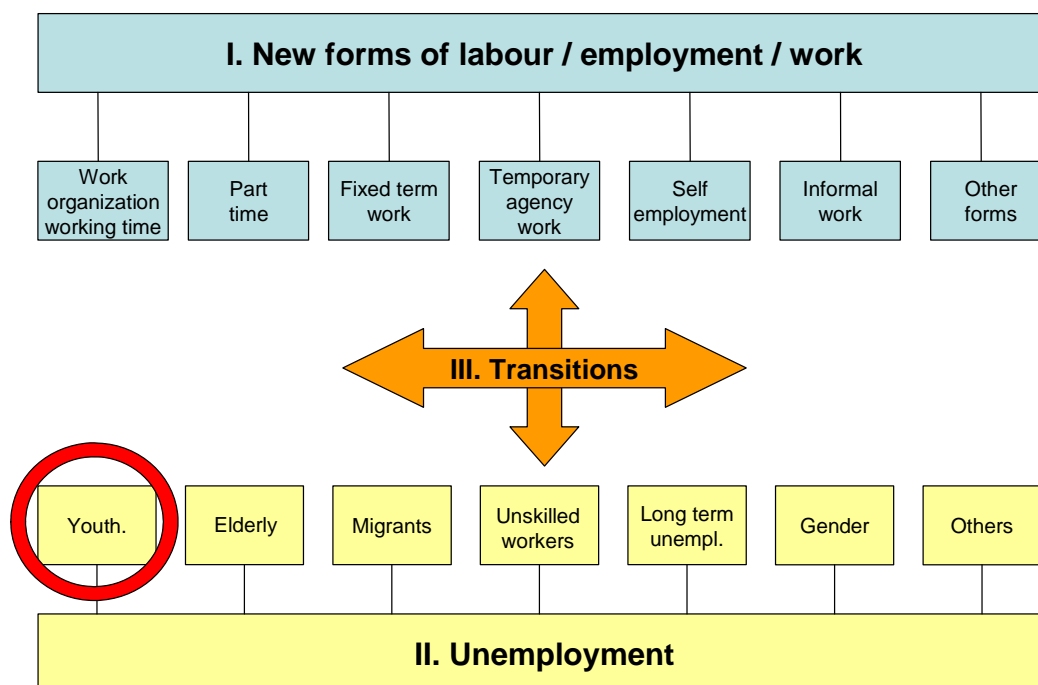 I. New forms of labour / employment / work
Work
organization
working time
Part
time
Fixed term
work
Temporary
agency
work
Self
employment
Informal
work
Other
forms
III. Transitions
Youth.
Elderly
Migrants
Unskilled
workers
Long term
unempl.
Gender
Others
II. Unemployment